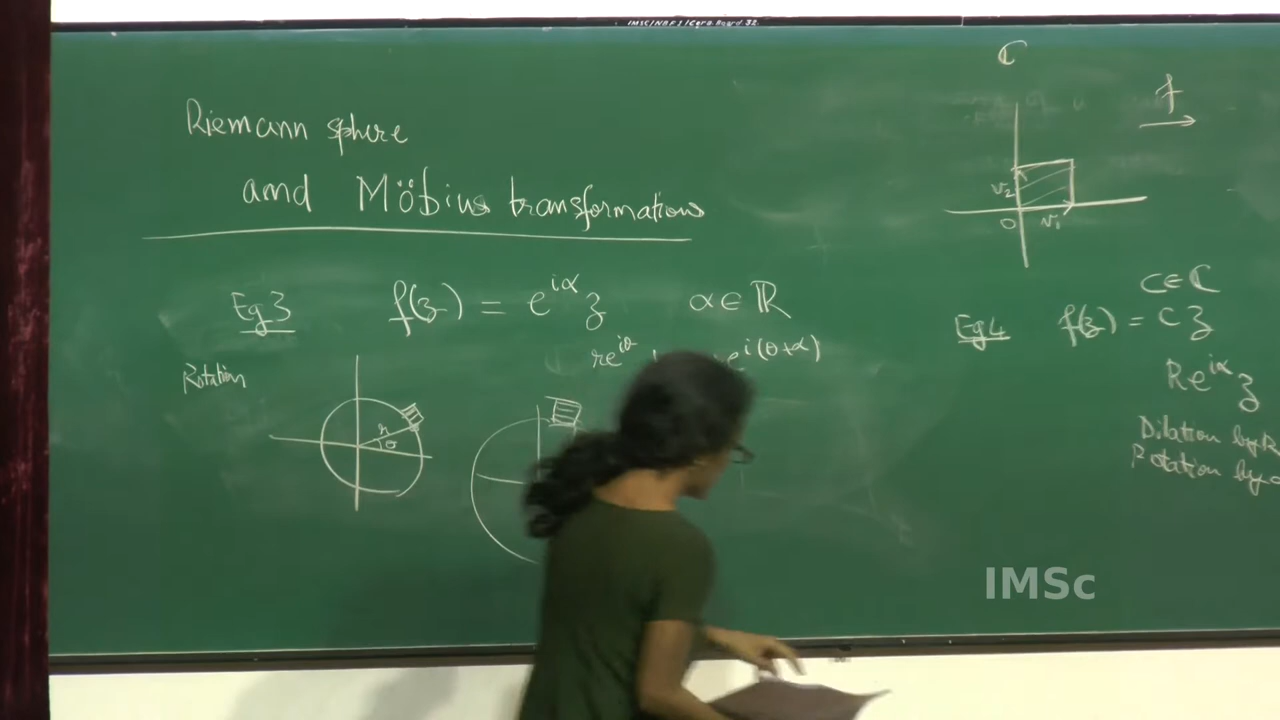 IMSc/NBF1/Cera.Board.32
Riemann sphere
and Möbius transformations
Eg 3 f(z) = e^{iα} z α ∈ ℝ
re^{iθ} e^{i(θ+α)}
Rotation
r
θ
ℂ
f
→
v₂
0 v₁
c ∈ ℂ
Eg 4 f(z) = cz
Re^{iα} z
Dilation by R
Rotation by
IMSc